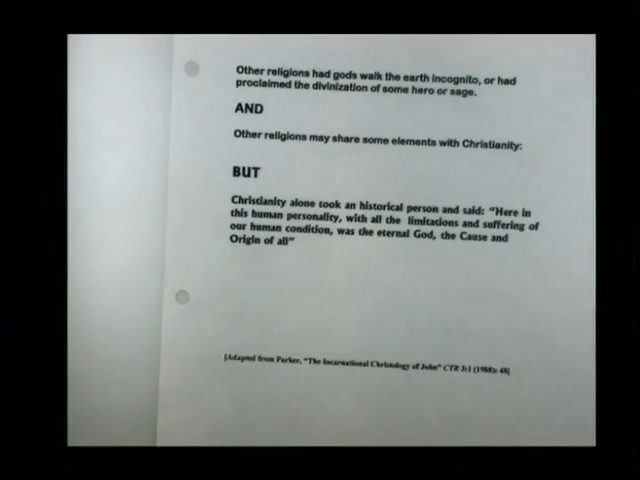 Other religions had gods walk the earth incognito, or had
proclaimed the divinization of some hero or sage.
AND
Other religions may share some elements with Christianity:
BUT
Christianity alone took an historical person and said: "Here in
this human personality, with all the limitations and suffering of
our human condition, was the eternal God, the Cause and
Origin of all"
[Adapted from Parker, "The Incarnational Christology of John" CTR 3:1 (1988): 48]